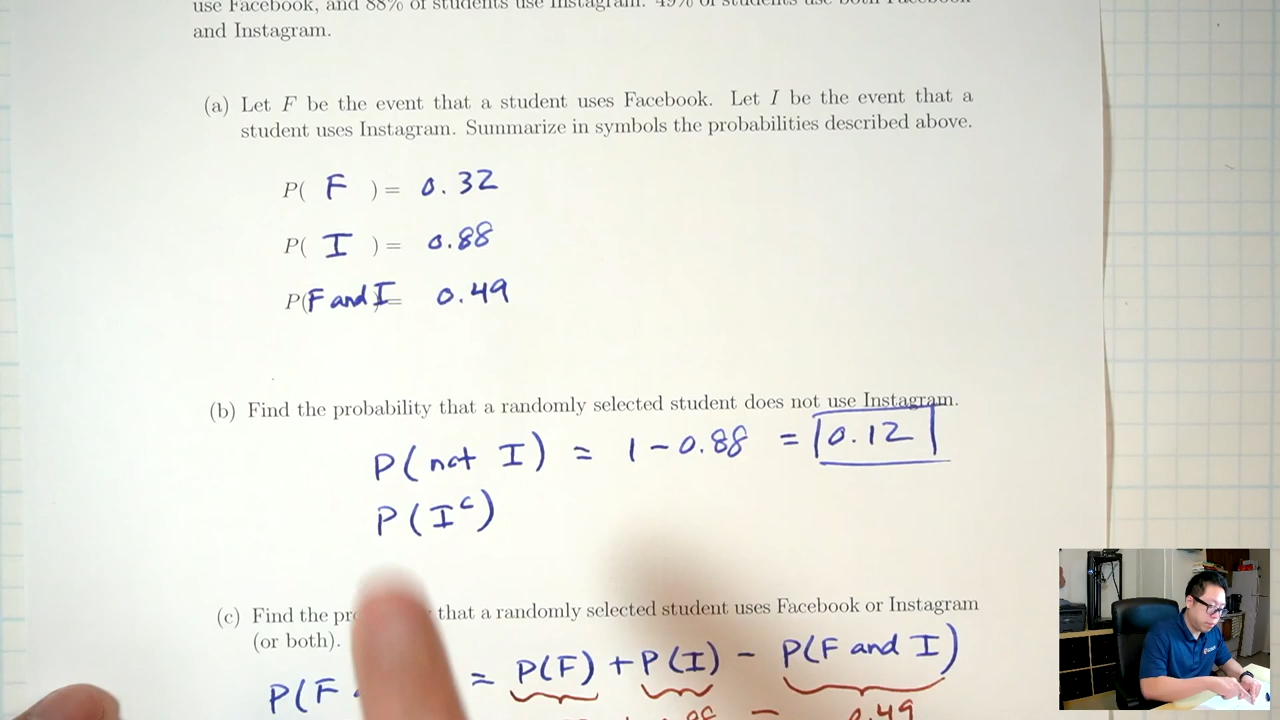 use Facebook, and 88% of students use Instagram. 49% of students use both Facebook
and Instagram.
(a) Let F be the event that a student uses Facebook. Let I be the event that a
student uses Instagram. Summarize in symbols the probabilities described above.
P( F ) = 0.32
P( I ) = 0.88
P(F and I) = 0.49
(b) Find the probability that a randomly selected student does not use Instagram.
P(not I) = 1 - 0.88 = 0.12
P(Iᶜ)
(c) Find the that a randomly selected student uses Facebook or Instagram
(or both).
P(F = P(F) + P(I) - P(F and I)
- 0.49